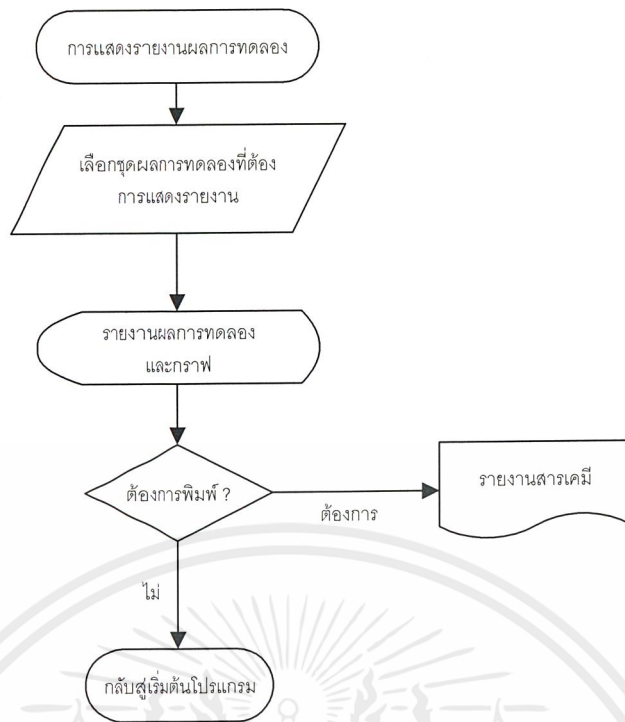 การแสดงรายงานผลการทดลอง
เลือกชุดผลการทดลองที่ต้อง
การแสดงรายงาน
รายงานผลการทดลอง
และกราฟ
ต้องการพิมพ์ ?
รายงานสารเคมี
ต้องการ
ไม่
กลับสู่เริ่มต้นโปรแกรม